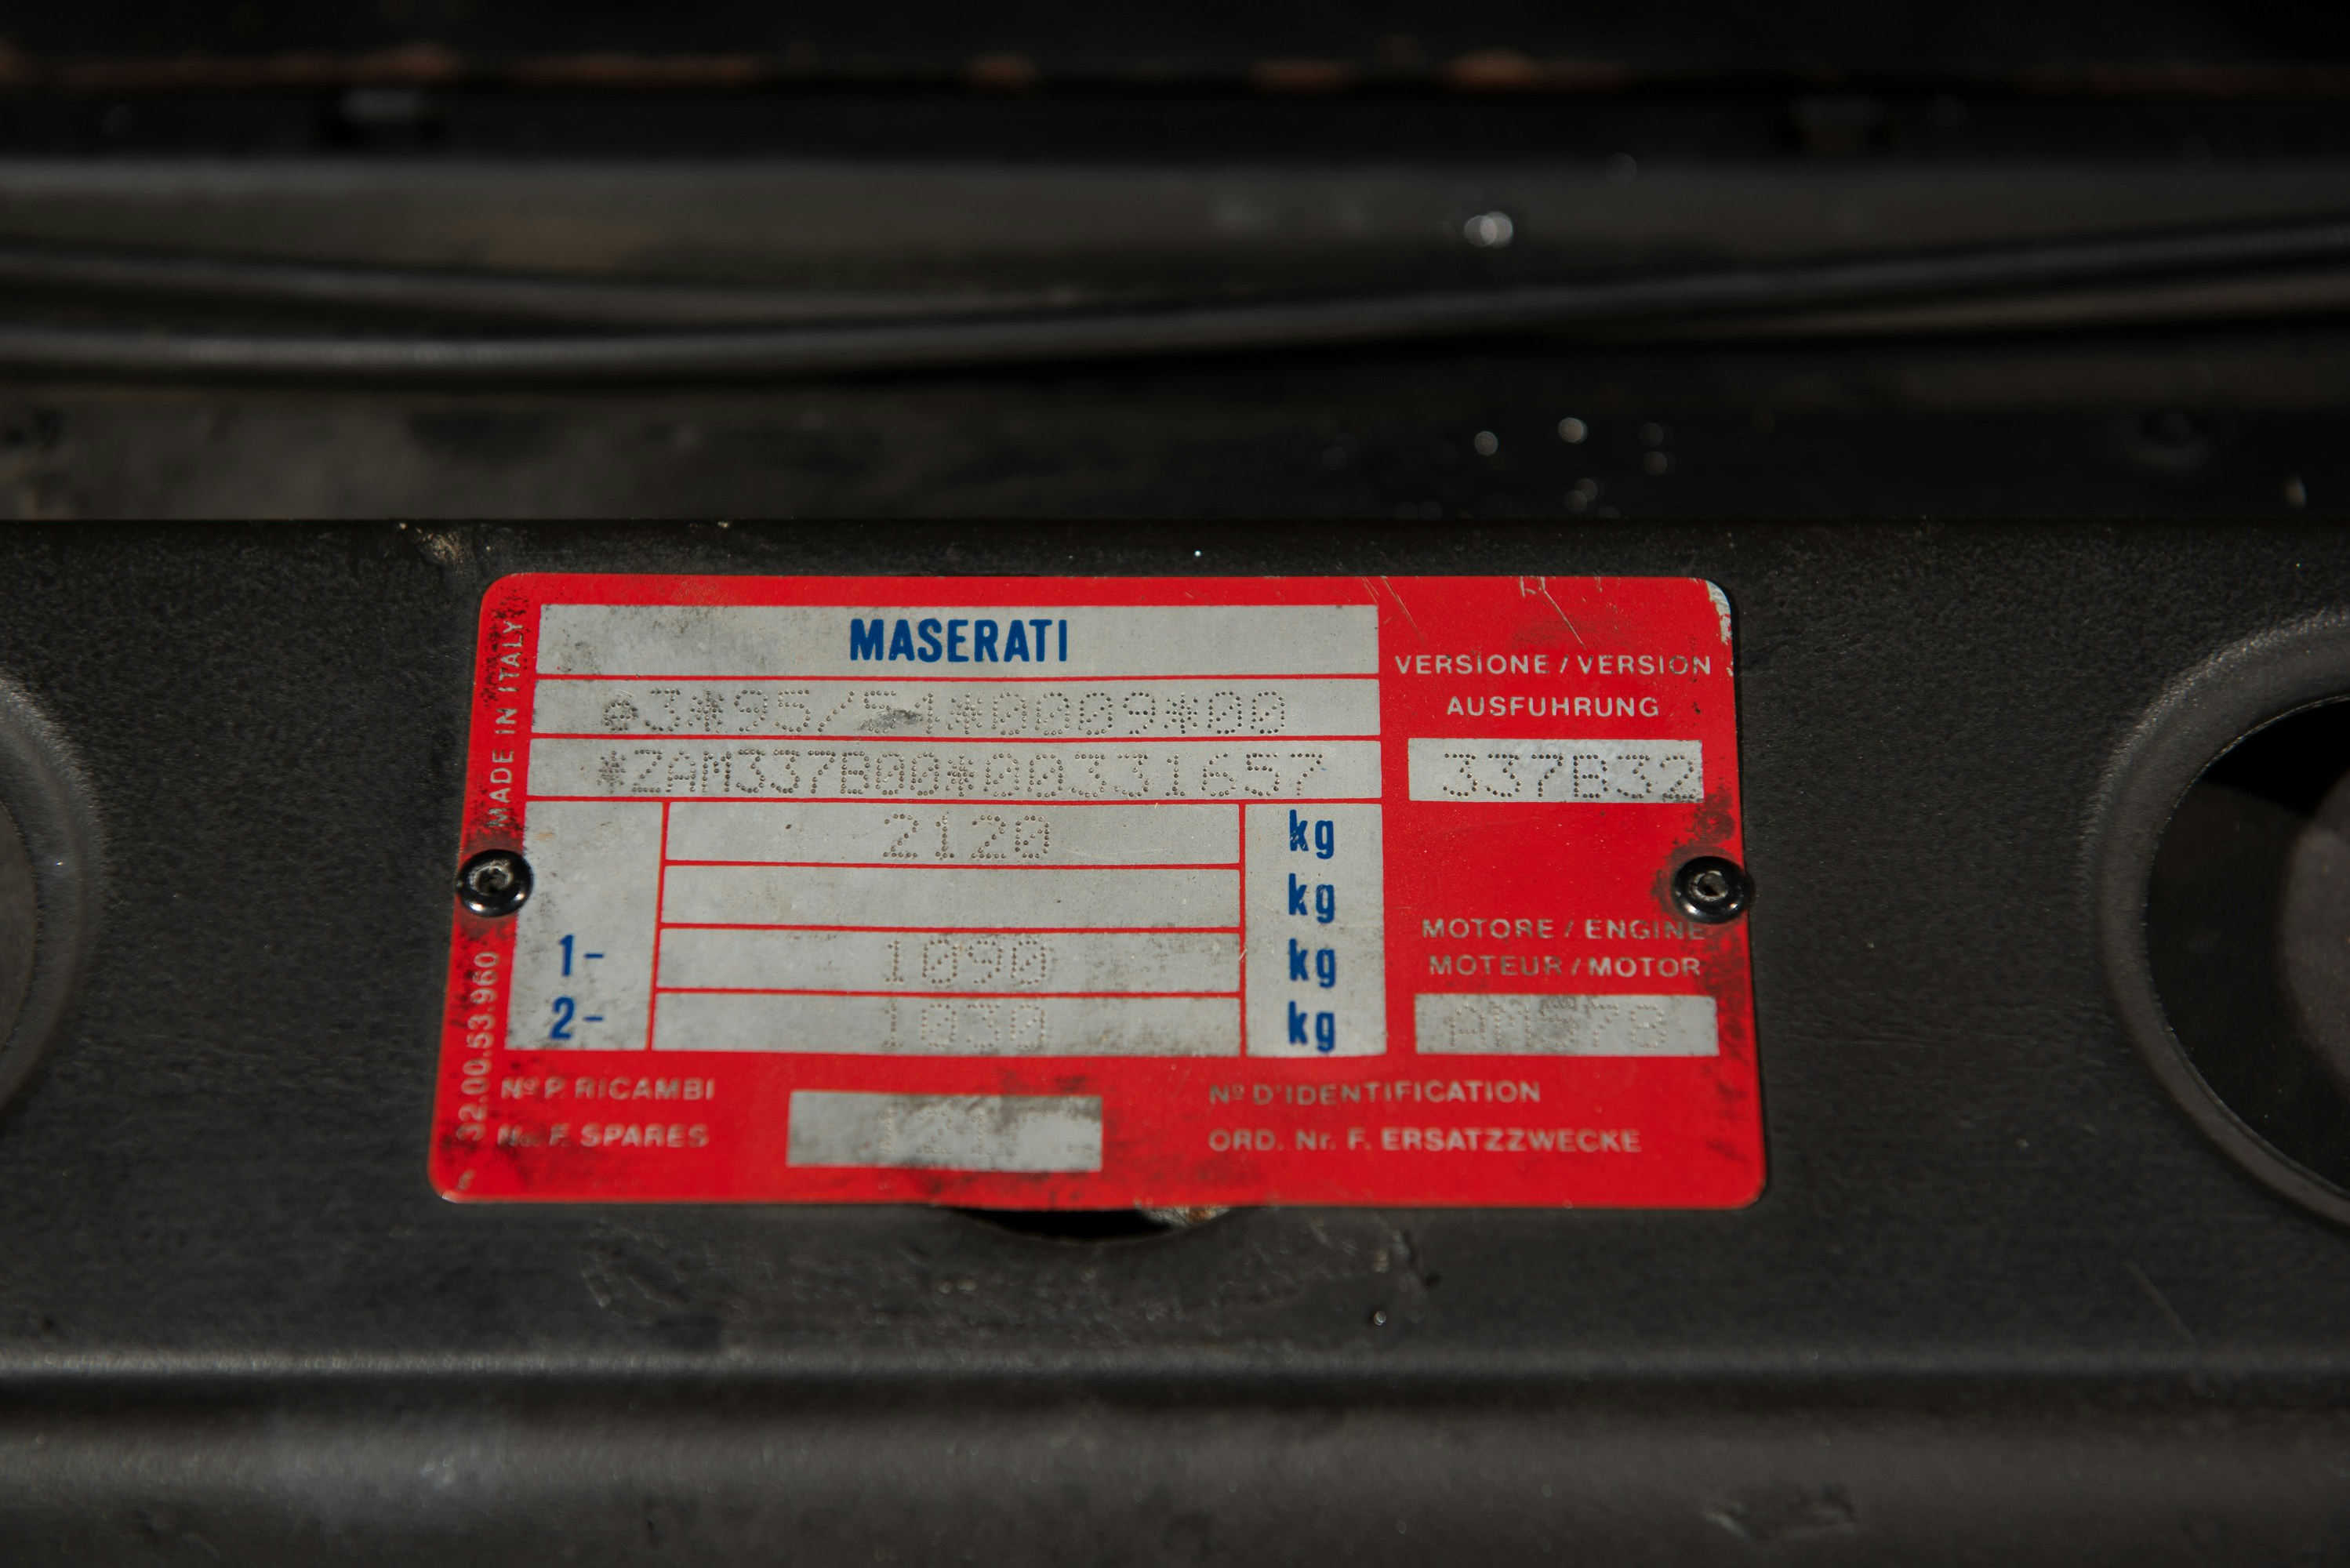 MASERATI
e3*95/54*0009*00
*ZAM337B00*00331657
2120 kg
kg
1- 1090 kg
2- 1030 kg
MADE IN ITALY
32.00.53.960
VERSIONE / VERSION
AUSFUHRUNG
337B32
MOTORE / ENGINE
MOTEUR / MOTOR
AM578
Nº P. RICAMBI
No. F. SPARES
Nº D'IDENTIFICATION
ORD. Nr. F. ERSATZZWECKE